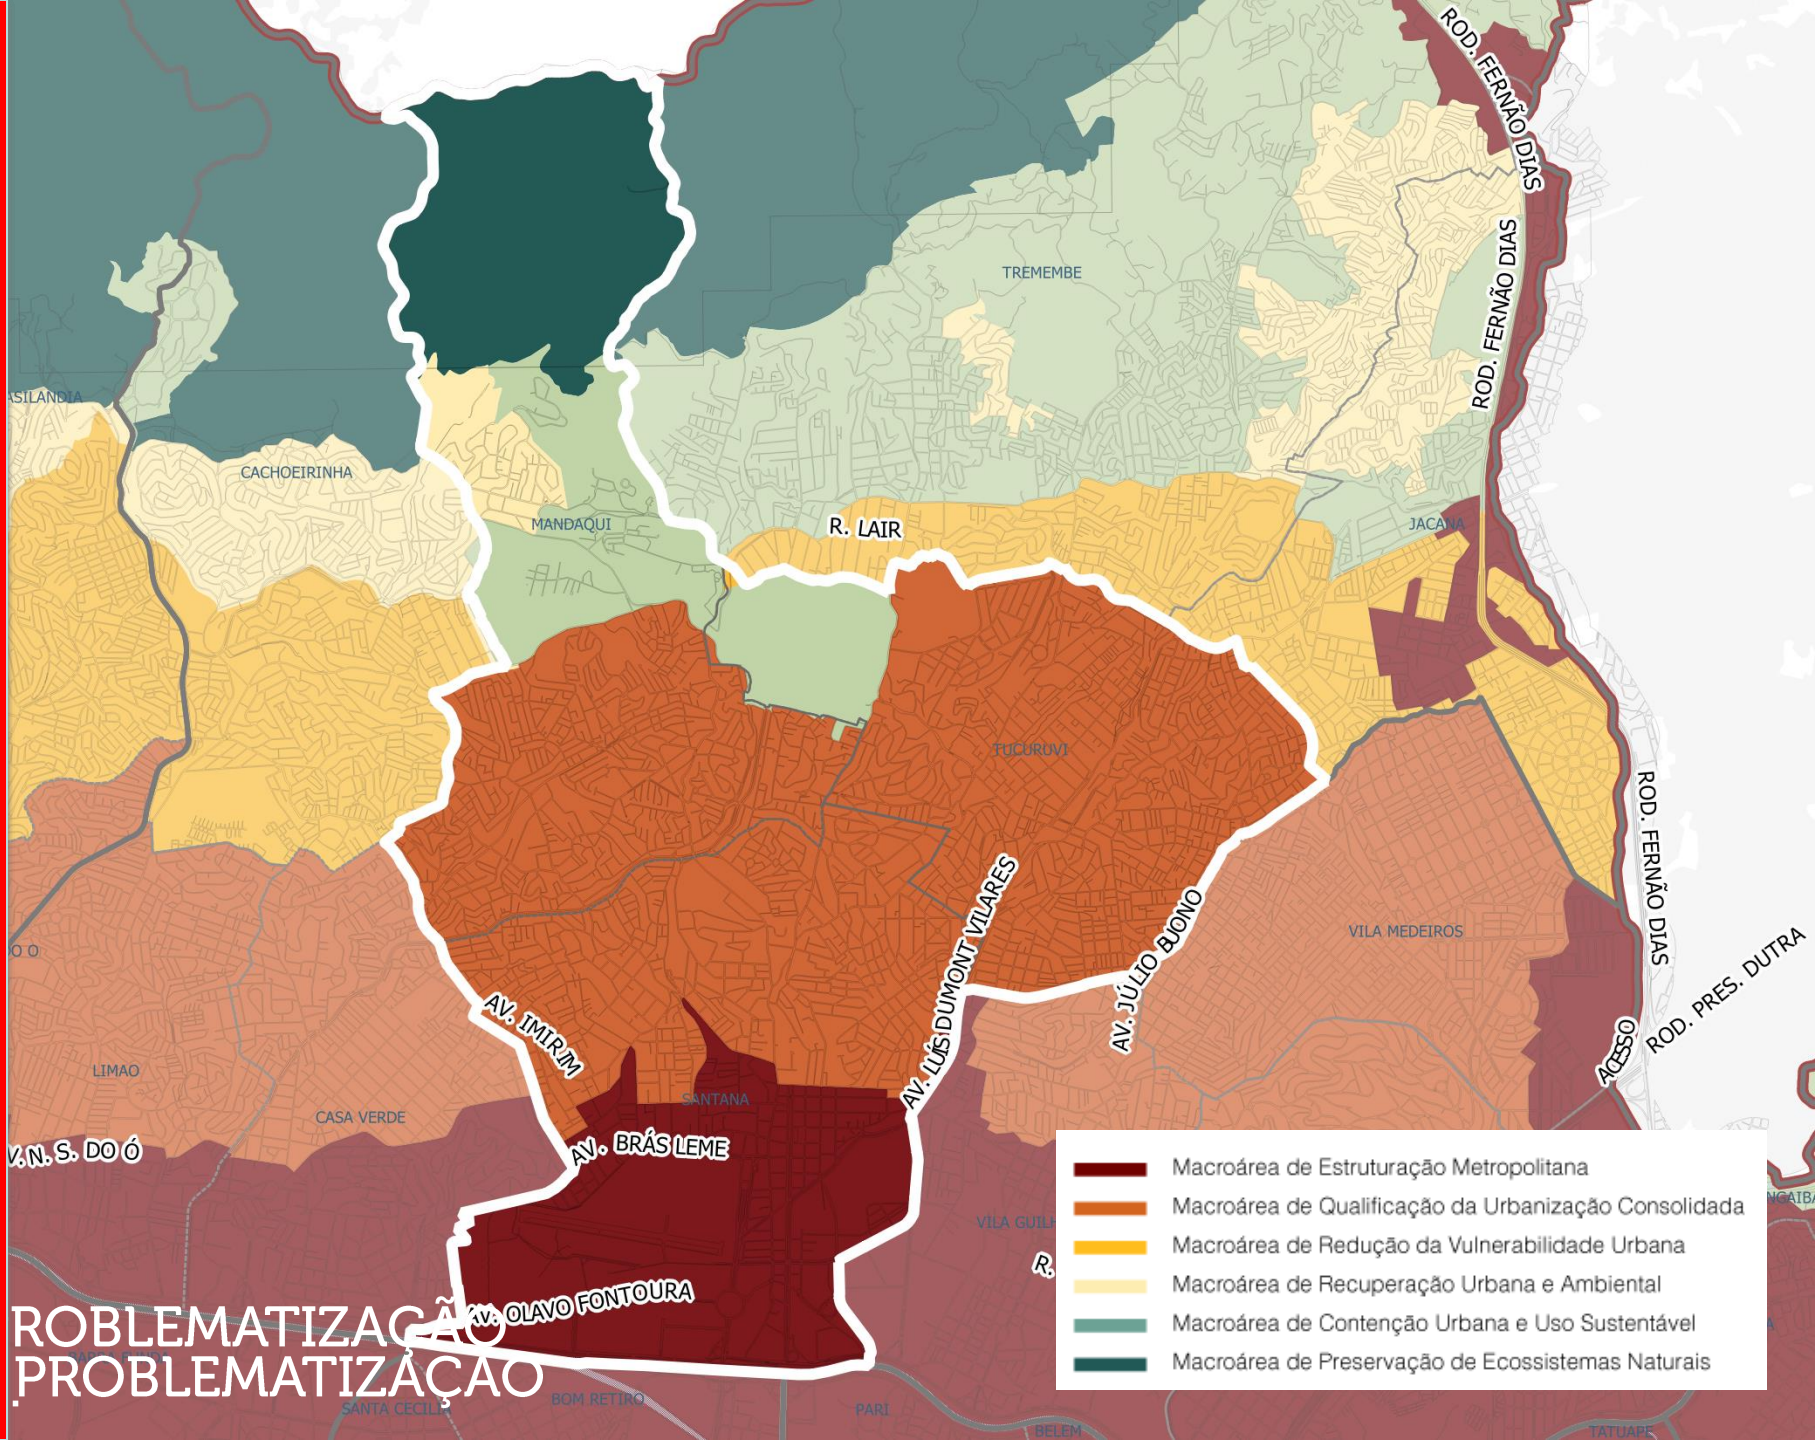 ROD. FERNÃO DIAS
TREMEMBE
ROD. FERNÃO DIAS
CACHOEIRINHA
MANDAQUI
R. LAIR
JACANA
TUCURUVI
ROD. FERNÃO DIAS
AV. LUÍS DUMONT VILARES
AV. JÚLIO BUONO
VILA MEDEIROS
ROD. PRES. DUTRA
ACESSO
AV. IMIRIM
LIMAO
CASA VERDE
SANTANA
AV. BRÁS LEME
V. N. S. DO Ó
AV. OLAVO FONTOURA
R.
Macroárea de Estruturação Metropolitana
Macroárea de Qualificação da Urbanização Consolidada
Macroárea de Redução da Vulnerabilidade Urbana
Macroárea de Recuperação Urbana e Ambiental
Macroárea de Contenção Urbana e Uso Sustentável
Macroárea de Preservação de Ecossistemas Naturais
ROBLEMATIZAÇÃO
PROBLEMATIZAÇÃO
.
BARRA FUNDA
SANTA CECILIA
BOM RETIRO
PARI
BELEM
TATUAPE